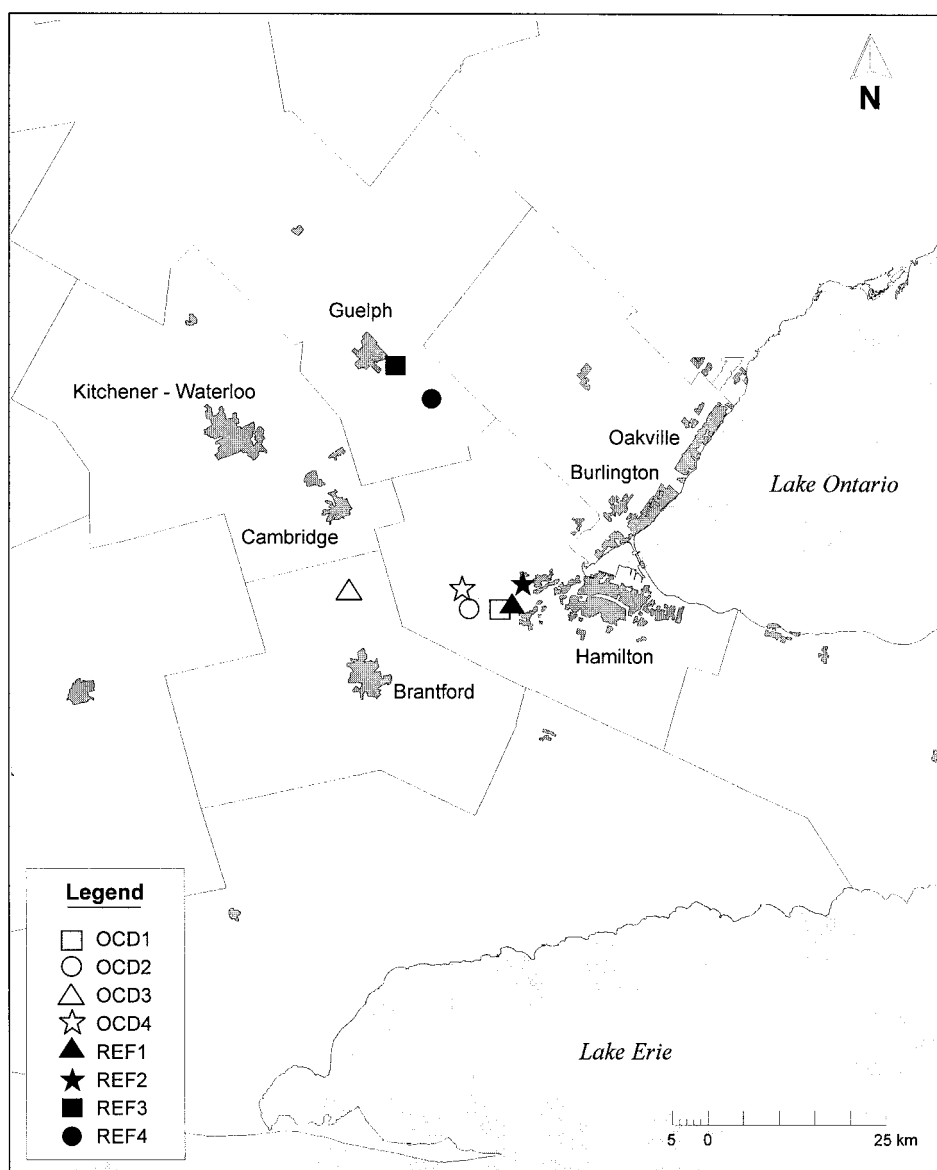 N
Guelph
Kitchener - Waterloo
Oakville
Burlington
Lake Ontario
Cambridge
Hamilton
Brantford
Legend
OCD1
OCD2
OCD3
OCD4
REF1
REF2
REF3
REF4
Lake Erie
5 0 25 km